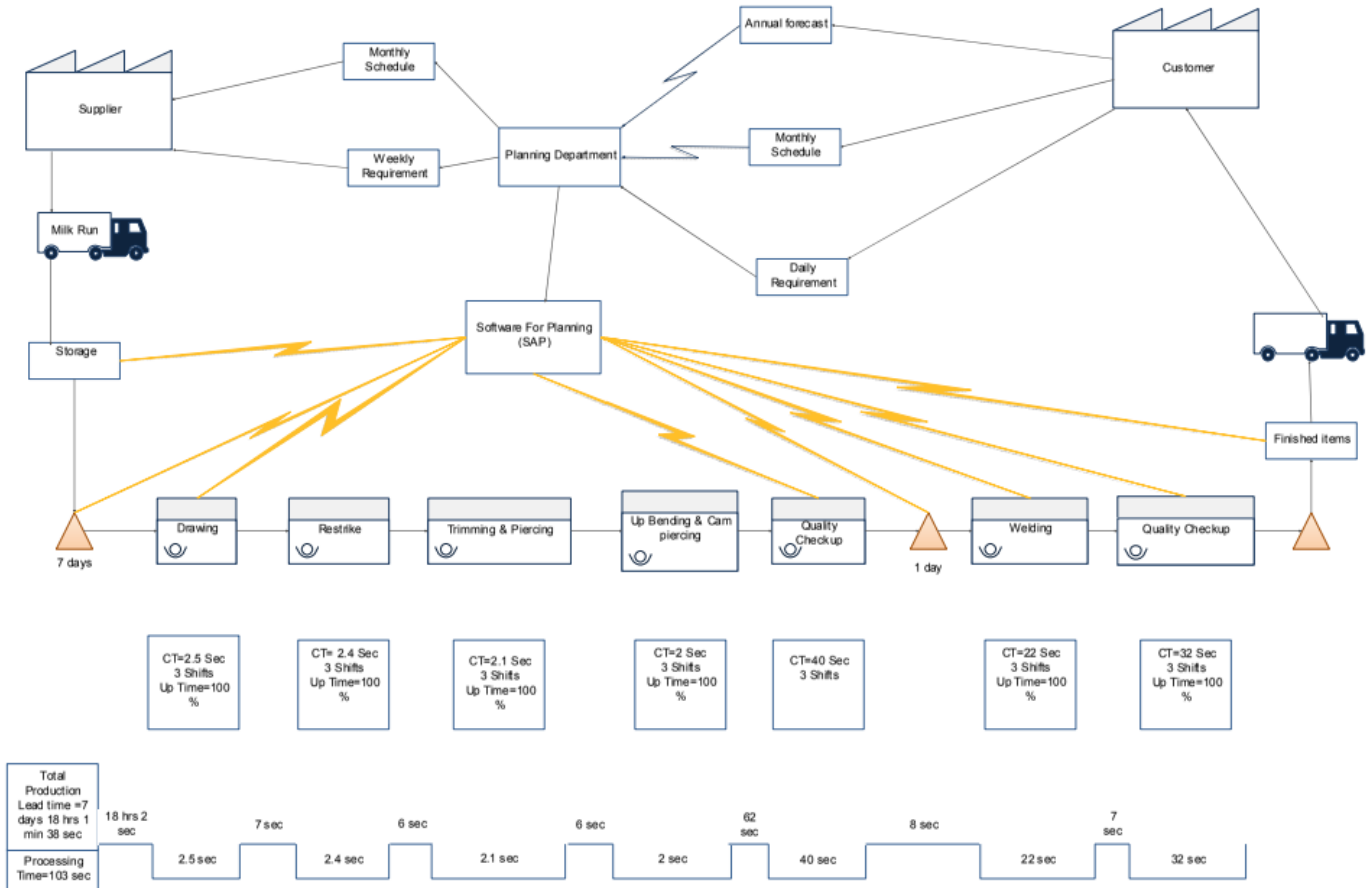 Annual forecast
Customer
Monthly
Schedule
Supplier
Monthly
Schedule
Planning Department
Weekly
Requirement
Milk Run
Daily
Requirement
Software For Planning
(SAP)
Storage
Finished items
Drawing
Restrike
Trimming & Piercing
Up Bending & Cam
piercing
Quality
Checkup
Welding
Quality Checkup
7 days
1 day
CT=2.5 Sec
3 Shifts
Up Time=100
%
CT= 2.4 Sec
3 Shifts
Up Time=100
%
CT=2.1 Sec
3 Shifts
Up Time=100
%
CT=2 Sec
3 Shifts
Up Time=100
%
CT=40 Sec
3 Shifts
CT=22 Sec
3 Shifts
Up Time=100
%
CT=32 Sec
3 Shifts
Up Time=100
%
Total
Production
Lead time =7
days 18 hrs 1
min 38 sec
18 hrs 2
sec
7 sec
6 sec
6 sec
62
sec
8 sec
7
sec
Processing
Time=103 sec
2.5 sec
2.4 sec
2.1 sec
2 sec
40 sec
22 sec
32 sec